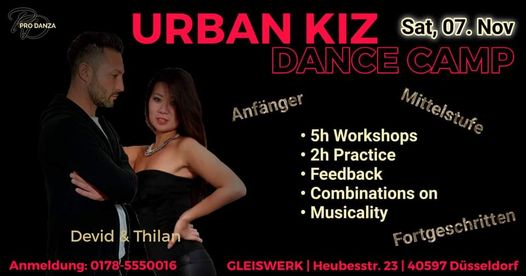 PRO DANZA
URBAN KIZ
Sat, 07. Nov
DANCE CAMP
Anfänger
Mittelstufe
• 5h Workshops
• 2h Practice
• Feedback
• Combinations on
• Musicality
Fortgeschritten
Devid & Thilan
Anmeldung: 0178-5550016
GLEISWERK | Heubesstr. 23 | 40597 Düsseldorf